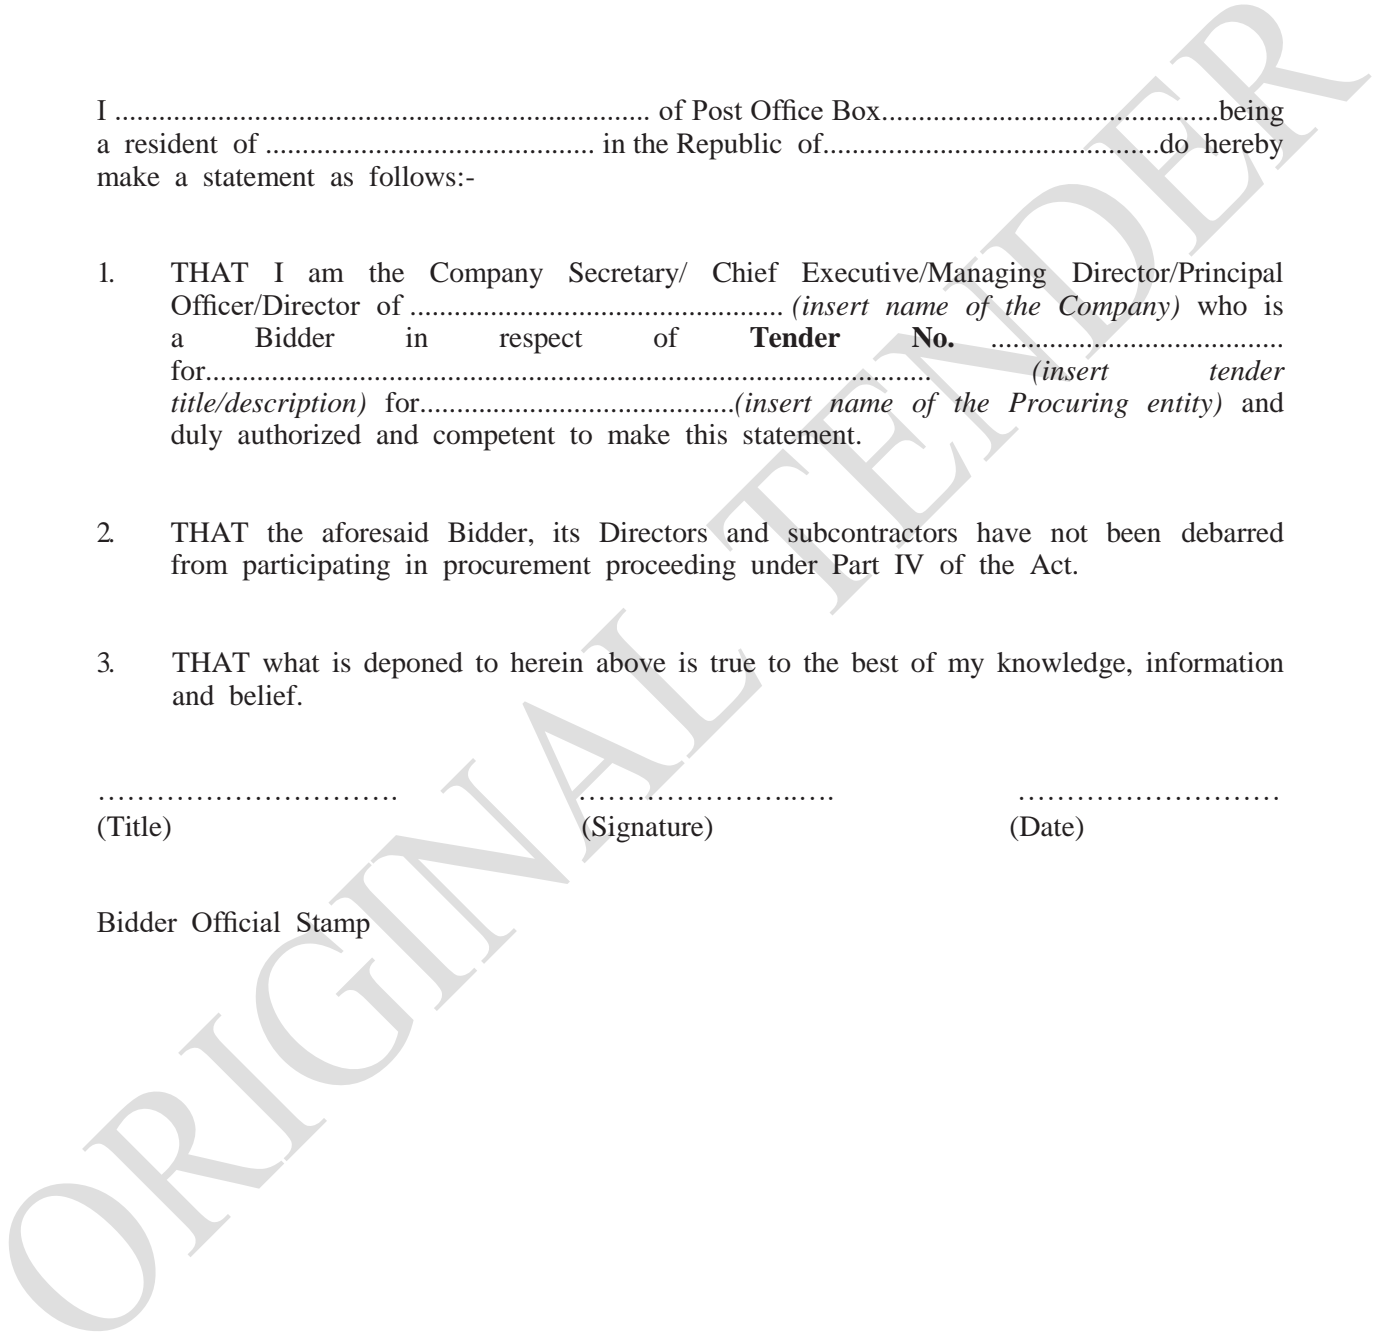 I ......................................................................... of Post Office Box..............................................being
a resident of ............................................. in the Republic of..............................................do hereby
make a statement as follows:-
1. THAT I am the Company Secretary/ Chief Executive/Managing Director/Principal
Officer/Director of ................................................... (insert name of the Company) who is
a Bidder in respect of Tender No. ........................................
for................................................................................................... (insert tender
title/description) for...........................................(insert name of the Procuring entity) and
duly authorized and competent to make this statement.
2. THAT the aforesaid Bidder, its Directors and subcontractors have not been debarred
from participating in procurement proceeding under Part IV of the Act.
3. THAT what is deponed to herein above is true to the best of my knowledge, information
and belief.
…………………………. …….……………..…. ………………………
(Title) (Signature) (Date)
Bidder Official Stamp
ORIGINAL TENDER